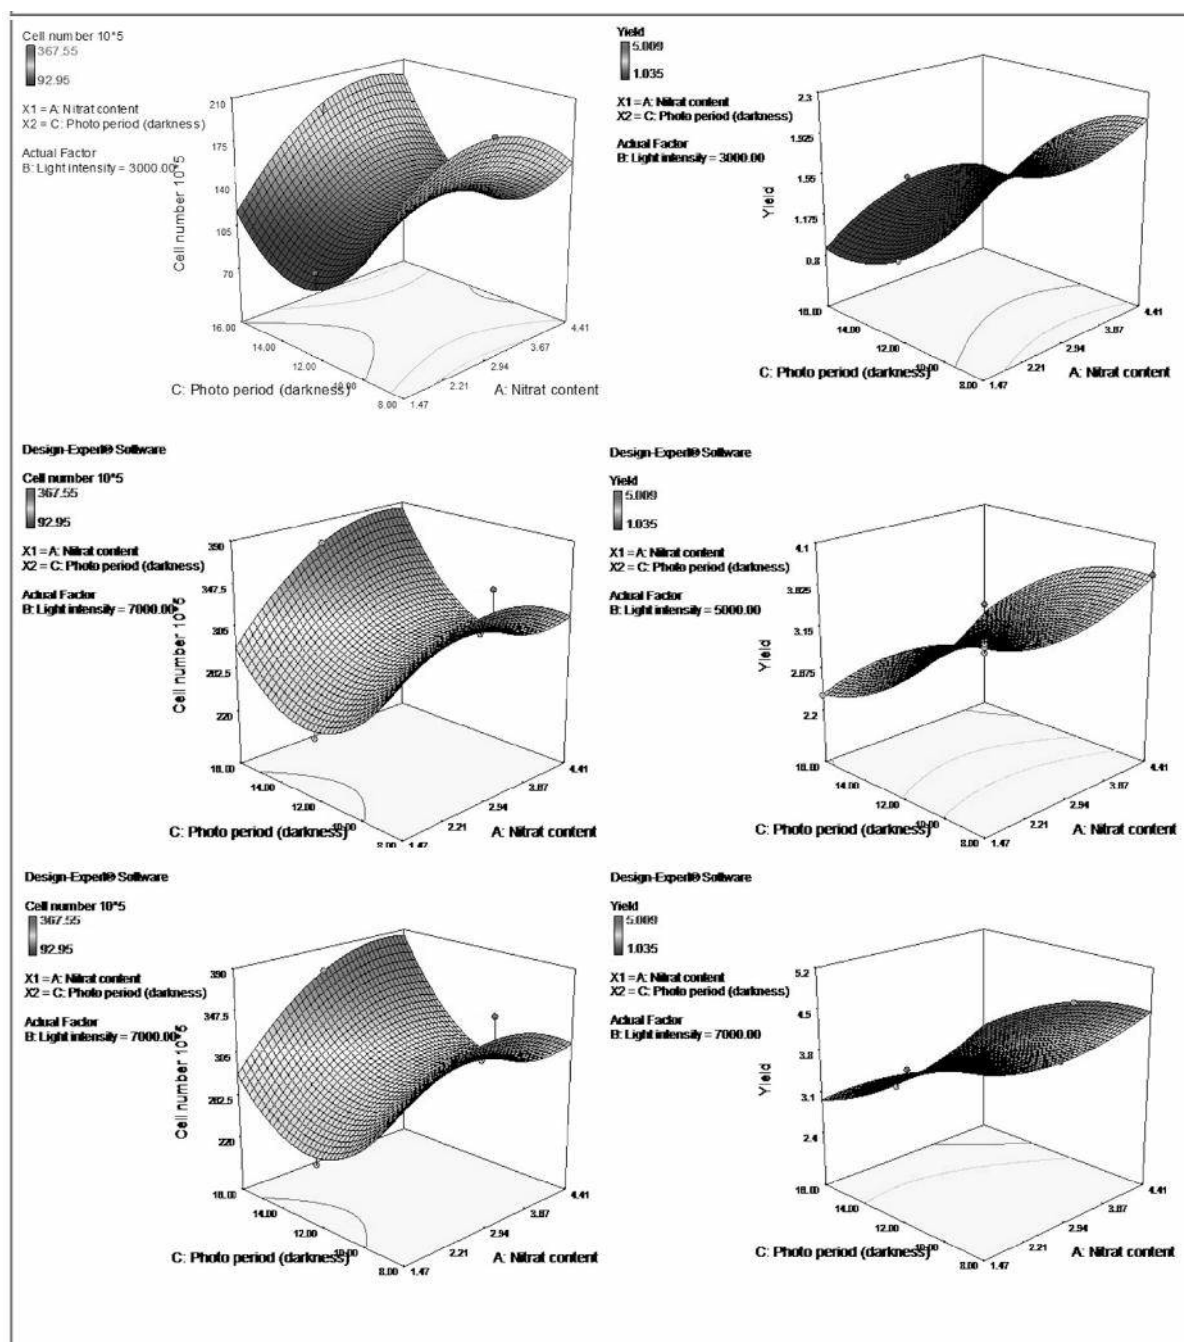 Cell number 10*5
367.55
92.95
X1 = A: Nitrat content
X2 = C: Photo period (darkness)
Actual Factor
B: Light intensity = 3000.00
Cell number 10*5
210
175
140
105
70
16.00
14.00
12.00
10.00
8.00
C: Photo period (darkness)
1.47
2.21
2.94
3.67
4.41
A: Nitrat content
Yield
5.009
1.035
X1 = A: Nitrat content
X2 = C: Photo period (darkness)
Actual Factor
B: Light intensity = 3000.00
Yield
2.3
1.925
1.55
1.175
0.8
16.00
14.00
12.00
10.00
8.00
C: Photo period (darkness)
1.47
2.21
2.94
3.67
4.41
A: Nitrat content
Design-Expert® Software
Cell number 10*5
367.55
92.95
X1 = A: Nitrat content
X2 = C: Photo period (darkness)
Actual Factor
B: Light intensity = 7000.00
Cell number 10*5
390
347.5
305
262.5
220
16.00
14.00
12.00
10.00
8.00
C: Photo period (darkness)
1.47
2.21
2.94
3.67
4.41
A: Nitrat content
Design-Expert® Software
Yield
5.009
1.035
X1 = A: Nitrat content
X2 = C: Photo period (darkness)
Actual Factor
B: Light intensity = 5000.00
Yield
4.1
3.625
3.15
2.675
2.2
16.00
14.00
12.00
10.00
8.00
C: Photo period (darkness)
1.47
2.21
2.94
3.67
4.41
A: Nitrat content
Design-Expert® Software
Cell number 10*5
367.55
92.95
X1 = A: Nitrat content
X2 = C: Photo period (darkness)
Actual Factor
B: Light intensity = 7000.00
Cell number 10*5
390
347.5
305
262.5
220
16.00
14.00
12.00
10.00
8.00
C: Photo period (darkness)
1.47
2.21
2.94
3.67
4.41
A: Nitrat content
Design-Expert® Software
Yield
5.009
1.035
X1 = A: Nitrat content
X2 = C: Photo period (darkness)
Actual Factor
B: Light intensity = 7000.00
Yield
5.2
4.5
3.8
3.1
2.4
16.00
14.00
12.00
10.00
8.00
C: Photo period (darkness)
1.47
2.21
2.94
3.67
4.41
A: Nitrat content